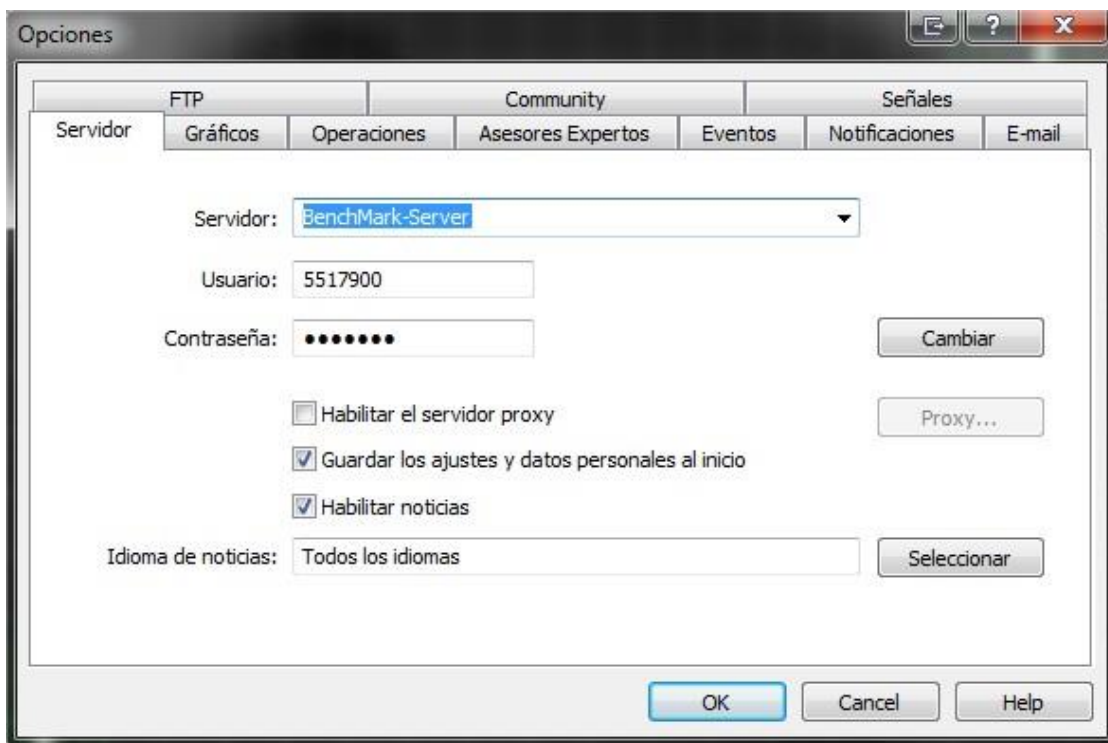 Opciones
FTP Community Señales
Servidor Gráficos Operaciones Asesores Expertos Eventos Notificaciones E-mail
Servidor: BenchMark-Server
Usuario: 5517900
Contraseña: •••••••
Cambiar
Habilitar el servidor proxy
Proxy...
Guardar los ajustes y datos personales al inicio
Habilitar noticias
Idioma de noticias: Todos los idiomas
Seleccionar
OK Cancel Help